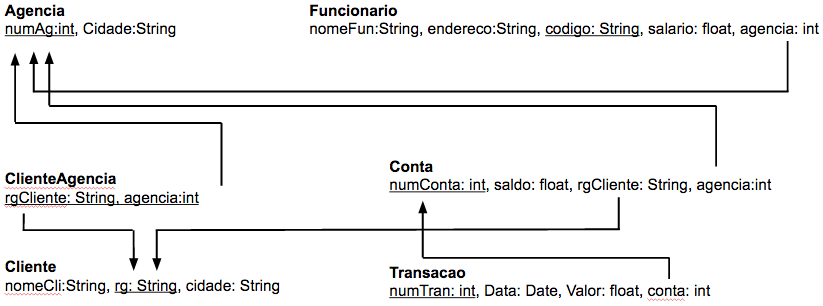 Agencia
numAg:int, Cidade:String
Funcionario
nomeFun:String, endereco:String, codigo: String, salario: float, agencia: int
ClienteAgencia
rgCliente: String, agencia:int
Conta
numConta: int, saldo: float, rgCliente: String, agencia:int
Cliente
nomeCli:String, rg: String, cidade: String
Transacao
numTran: int, Data: Date, Valor: float, conta: int